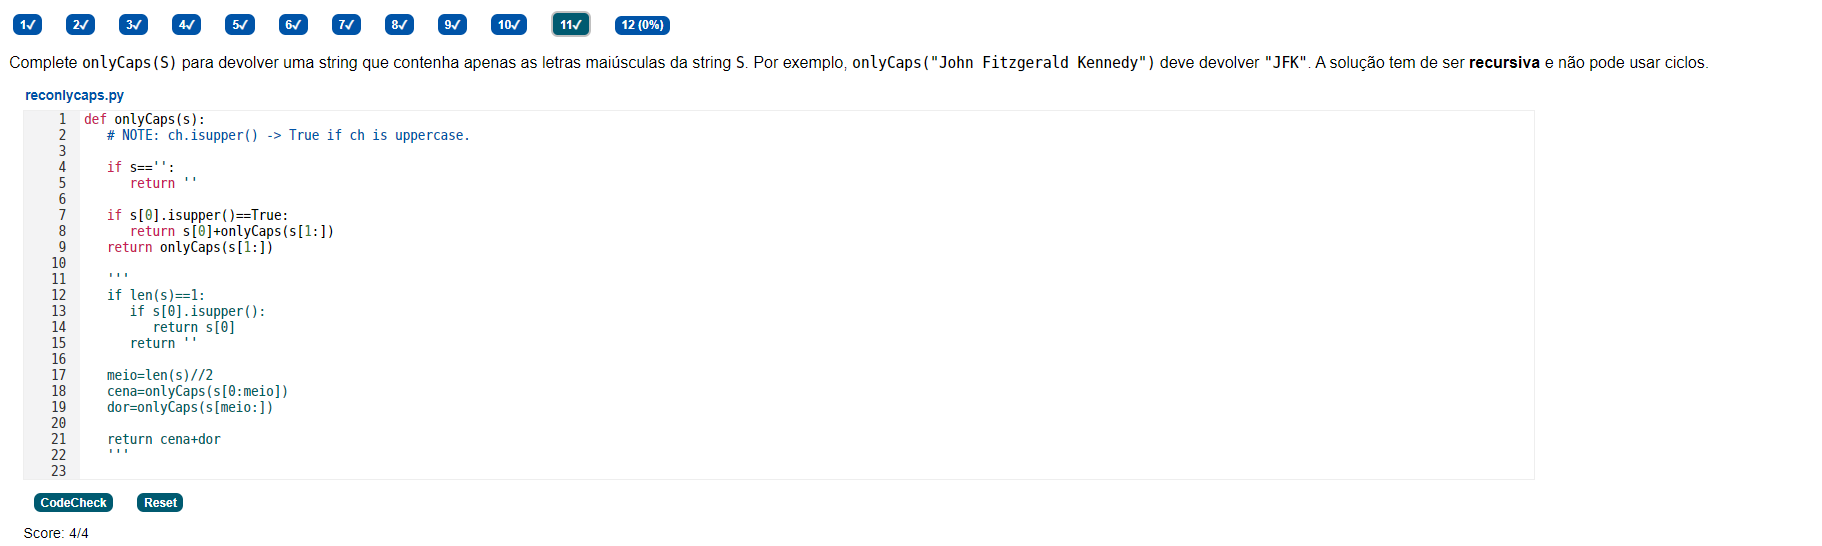 1✓ 2✓ 3✓ 4✓ 5✓ 6✓ 7✓ 8✓ 9✓ 10✓ 11✓ 12 (0%)
Complete onlyCaps(S) para devolver uma string que contenha apenas as letras maiúsculas da string S. Por exemplo, onlyCaps("John Fitzgerald Kennedy") deve devolver "JFK". A solução tem de ser recursiva e não pode usar ciclos.
reconlycaps.py
1 def onlyCaps(s):
2    # NOTE: ch.isupper() -> True if ch is uppercase.
3
4    if s=='':
5       return ''
6
7    if s[0].isupper()==True:
8       return s[0]+onlyCaps(s[1:])
9    return onlyCaps(s[1:])
10
11    '''
12    if len(s)==1:
13       if s[0].isupper():
14          return s[0]
15       return ''
16
17    meio=len(s)//2
18    cena=onlyCaps(s[0:meio])
19    dor=onlyCaps(s[meio:])
20
21    return cena+dor
22    '''
23
CodeCheck Reset
Score: 4/4